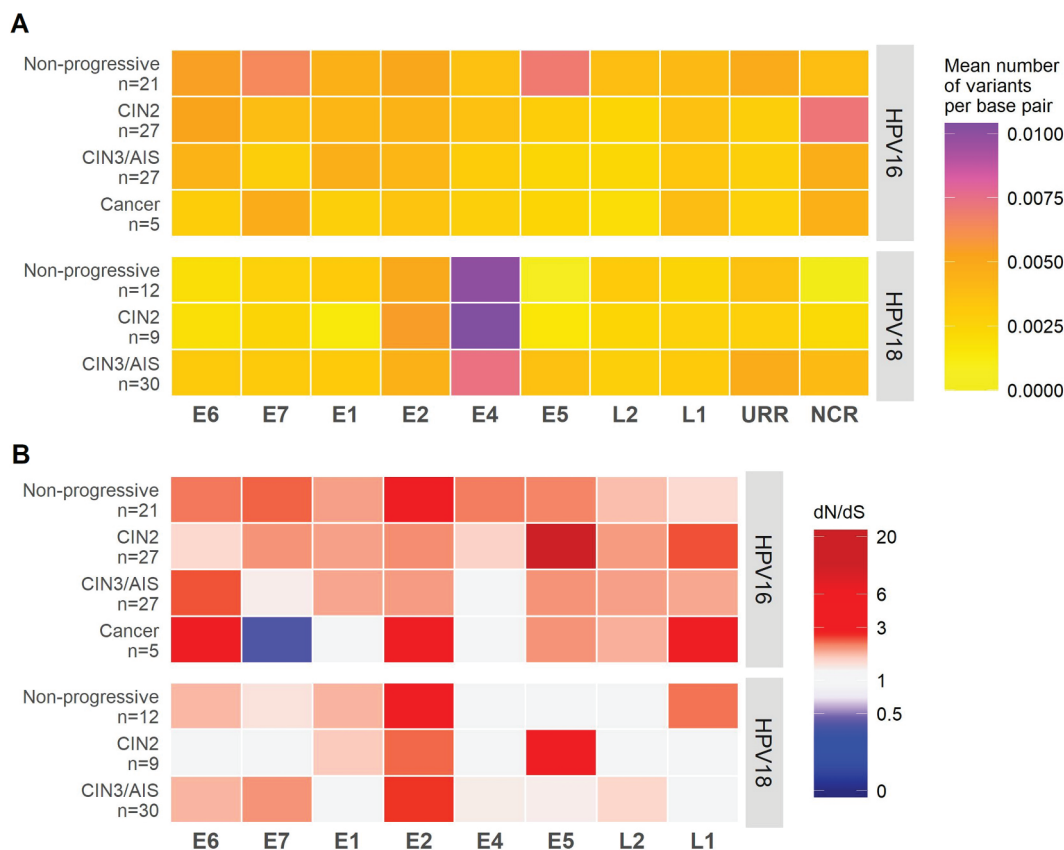 A
Non-progressive
n=21
CIN2
n=27
CIN3/AIS
n=27
Cancer
n=5
HPV16
Non-progressive
n=12
CIN2
n=9
CIN3/AIS
n=30
HPV18
E6 E7 E1 E2 E4 E5 L2 L1 URR NCR
Mean number
of variants
per base pair
0.0100
0.0075
0.0050
0.0025
0.0000
B
Non-progressive
n=21
CIN2
n=27
CIN3/AIS
n=27
Cancer
n=5
HPV16
Non-progressive
n=12
CIN2
n=9
CIN3/AIS
n=30
HPV18
E6 E7 E1 E2 E4 E5 L2 L1
dN/dS
20
6
3
1
0.5
0